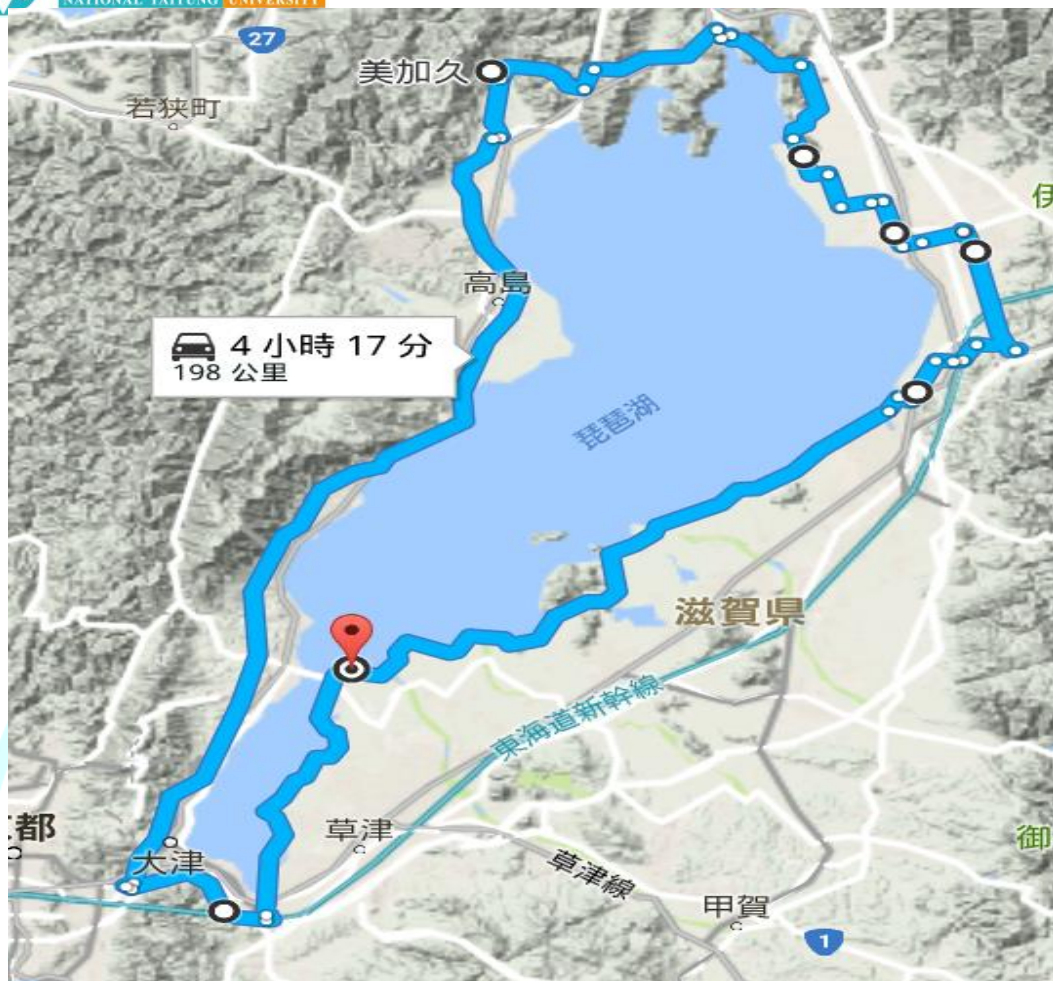 NATIONAL TAITUNG UNIVERSITY
27
美加久
若狭町
伊
高島
4 小時 17 分
198 公里
琵琶湖
滋賀県
東海道新幹線
都
草津
大津
草津線
御
甲賀
1